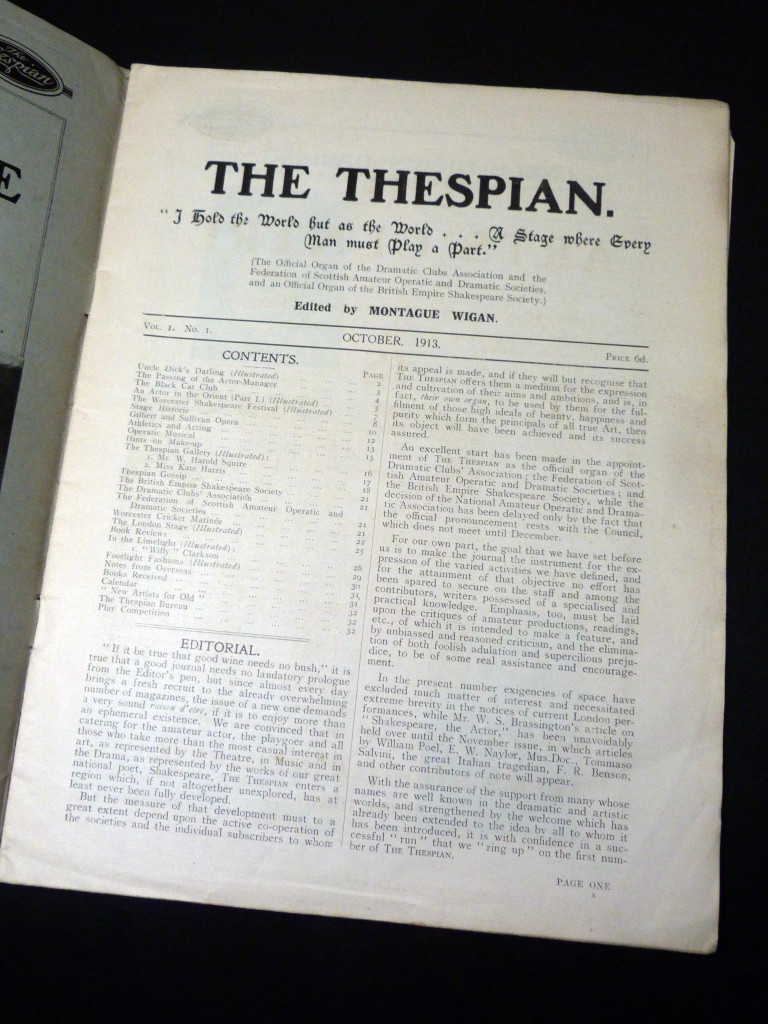 The
Thespian
E
THE THESPIAN.
"I Hold the World but as the World . . . A Stage where Every
Man must Play a Part."
(The Official Organ of the Dramatic Clubs Association and the
Federation of Scottish Amateur Operatic and Dramatic Societies,
and an Official Organ of the British Empire Shakespeare Society.)
Edited by MONTAGUE WIGAN.
VOL. 1. No. 1.
OCTOBER, 1913.
PRICE 6d.
CONTENTS.
PAGE
Uncle Dick's Darling (Illustrated) ... 2
The Passing of the Actor-Manager ... 3
The Black Cat Club ... 4
An Actor in the Orient (Part I.) (Illustrated) ... 5
The Worcester Shakespeare Festival (Illustrated) ... 7
Stage Historie ... 8
Gilbert and Sullivan Opera ... 10
Athletics and Acting ... 12
Operatic Musical ... 13
Hints on Make-up ... 15
The Thespian Gallery (Illustrated):
1. Mr. W. Harold Squire
2. Miss Kate Harris ... 16
Thespian Gossip ... 17
The British Empire Shakespeare Society ... 18
The Dramatic Clubs' Association ... 21
The Federation of Scottish Amateur Operatic and
Dramatic Societies ... 21
Worcester Cricket Matinée ... 21
The London Stage (Illustrated) ... 22
Book Reviews ... 25
In the Limelight (Illustrated):
1. "Willy" Clarkson ... 28
Footlight Fashions (Illustrated) ... 29
Notes from Overseas ... 30
Books Received ... 31
Calendar ... 32
"New Artists for Old" ... 32
The Thespian Bureau ... 32
Play Competition ... 32
EDITORIAL.
"If it be true that good wine needs no bush," it is
true that a good journal needs no laudatory prologue
from the Editor's pen, but since almost every day
brings a fresh recruit to the already overwhelming
number of magazines, the issue of a new one demands
a very sound raison d'etre, if it is to enjoy more than
an ephemeral existence. We are convinced that in
catering for the amateur actor, the playgoer and all
those who take more than the most casual interest in
art, as represented by the Theatre, in Music and in
the Drama, as represented by the works of our great
national poet, Shakespeare, THE THESPIAN enters a
region which, if not altogether unexplored, has at
least never been fully developed.
But the measure of that development must to a
great extent depend upon the active co-operation of
the societies and the individual subscribers to whom
its appeal is made, and if they will but recognise that
THE THESPIAN offers them a medium for the expression
and cultivation of their aims and ambitions, and is, in
fact, their own organ, to be used by them for the ful-
filment of those high ideals of beauty, happiness and
purity which form the principals of all true Art, then
its object will have been achieved and its success
assured.
An excellent start has been made in the appoint-
ment of THE THESPIAN as the official organ of the
Dramatic Clubs' Association; the Federation of Scot-
tish Amateur Operatic and Dramatic Societies; and
the British Empire Shakespeare Society, while the
decision of the National Amateur Operatic and Drama-
tic Association has been delayed only by the fact that
the official pronouncement rests with the Council,
which does not meet until December.
For our own part, the goal that we have set before
us is to make the journal the instrument for the ex-
pression of the varied activities we have defined, and
for the attainment of that objective no effort has
been spared to secure on the staff and among the
contributors, writers possessed of a specialised and
practical knowledge. Emphasis, too, must be laid
upon the critiques of amateur productions, readings,
etc., of which it is intended to make a feature, and
by unbiassed and reasoned criticism, and the elimina-
tion of both foolish adulation and supercilious preju-
dice, to be of some real assistance and encourage-
ment.
In the present number exigencies of space have
excluded much matter of interest and necessitated
extreme brevity in the notices of current London per-
formances, while Mr. W. S. Brassington's article on
"Shakespeare, the Actor," has been unavoidably
held over until the November issue, in which articles
by William Poel, E. W. Naylor, Mus.Doc., Tommaso
Salvini, the great Italian tragedian, F. R. Benson,
and other contributors of note will appear.
With the assurance of the support from many whose
names are well known in the dramatic and artistic
worlds, and strengthened by the welcome which has
already been extended to the idea by all to whom it
has been introduced, it is with confidence in a suc-
cessful "run" that we "ring up" on the first num-
ber of THE THESPIAN.
PAGE ONE
A